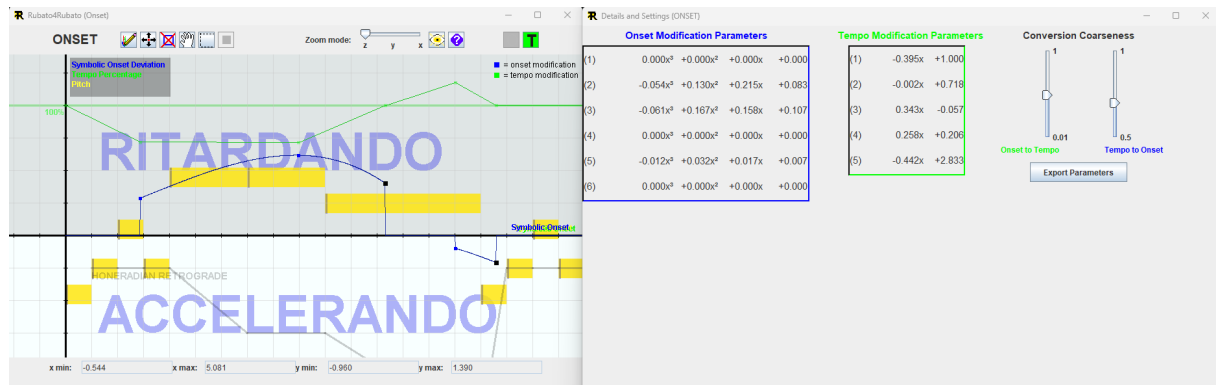 Rubato4Rubato (Onset)
ONSET
Zoom mode:
z y x
T
Symbolic Onset Deviation
Pitch
= onset modification
= tempo modification
100%
RITARDANDO
Symbolic Onset
HONERADIAN RETROGRADE
ACCELERANDO
x min: -0.544 x max: 5.081 y min: -0.960 y max: 1.390
Details and Settings (ONSET)
Onset Modification Parameters
(1) 0.000x³ +0.000x² +0.000x +0.000
(2) -0.054x³ +0.130x² +0.215x +0.083
(3) -0.061x³ +0.167x² +0.158x +0.107
(4) 0.000x³ +0.000x² +0.000x +0.000
(5) -0.012x³ +0.032x² +0.017x +0.007
(6) 0.000x³ +0.000x² +0.000x +0.000
Tempo Modification Parameters
(1) -0.395x +1.000
(2) -0.002x +0.718
(3) 0.343x -0.057
(4) 0.258x +0.206
(5) -0.442x +2.833
Conversion Coarseness
1 1
0.01 0.5
Onset to Tempo Tempo to Onset
Export Parameters